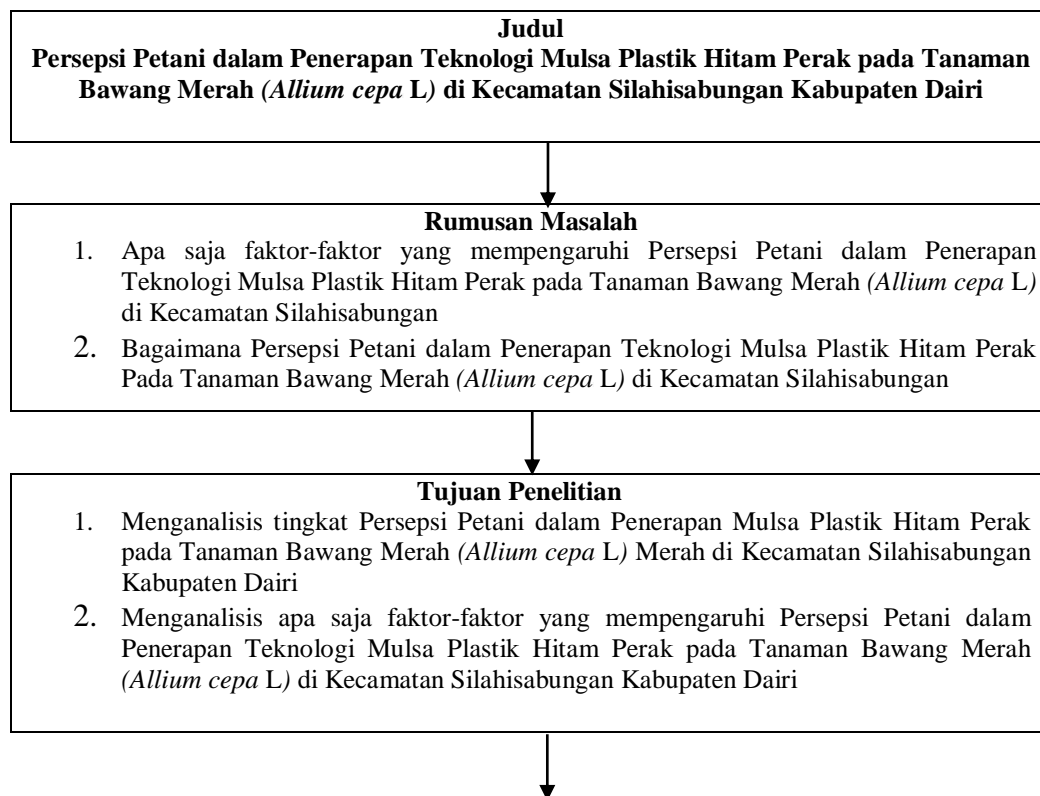 Judul
Persepsi Petani dalam Penerapan Teknologi Mulsa Plastik Hitam Perak pada Tanaman
Bawang Merah (Allium cepa L) di Kecamatan Silahisabungan Kabupaten Dairi
Rumusan Masalah
1. Apa saja faktor-faktor yang mempengaruhi Persepsi Petani dalam Penerapan
Teknologi Mulsa Plastik Hitam Perak pada Tanaman Bawang Merah (Allium cepa L)
di Kecamatan Silahisabungan
2. Bagaimana Persepsi Petani dalam Penerapan Teknologi Mulsa Plastik Hitam Perak
Pada Tanaman Bawang Merah (Allium cepa L) di Kecamatan Silahisabungan
Tujuan Penelitian
1. Menganalisis tingkat Persepsi Petani dalam Penerapan Mulsa Plastik Hitam Perak
pada Tanaman Bawang Merah (Allium cepa L) Merah di Kecamatan Silahisabungan
Kabupaten Dairi
2. Menganalisis apa saja faktor-faktor yang mempengaruhi Persepsi Petani dalam
Penerapan Teknologi Mulsa Plastik Hitam Perak pada Tanaman Bawang Merah
(Allium cepa L) di Kecamatan Silahisabungan Kabupaten Dairi